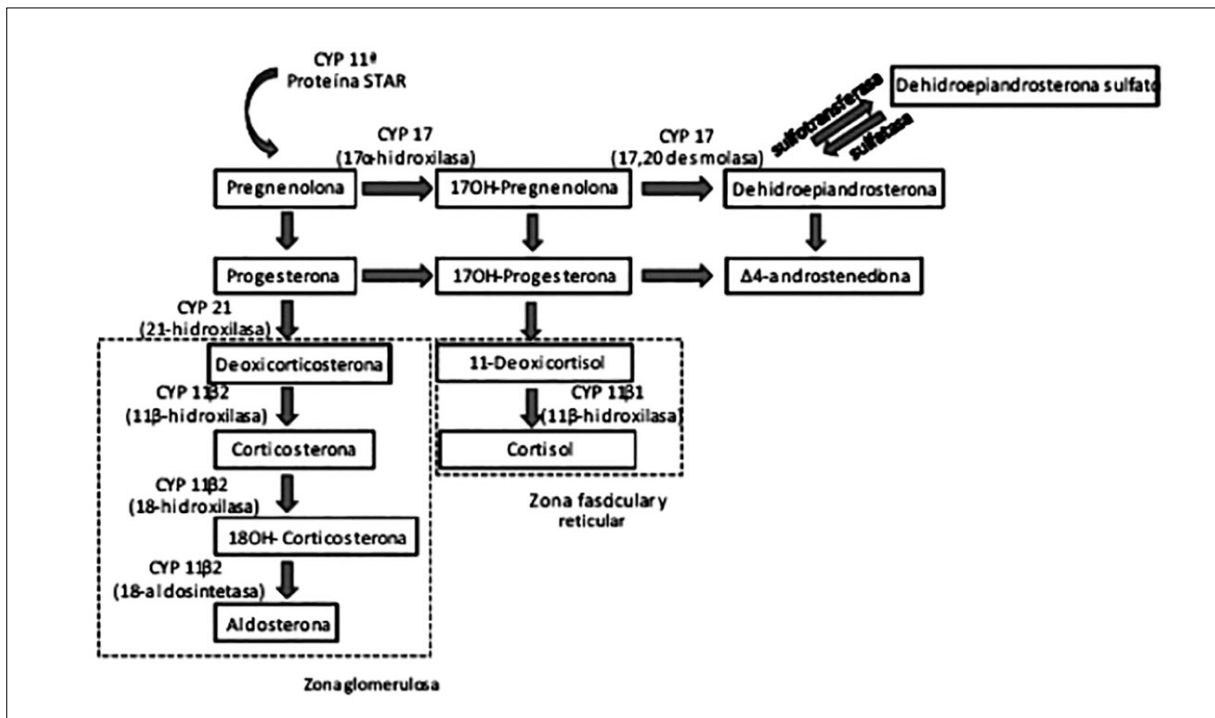 CYP 11ª
Proteína STAR
Dehidroepiandrosterona sulfato
sulfotransferasa
sulfatasa
CYP 17
(17α-hidroxilasa)
CYP 17
(17,20 desmolasa)
Pregnenolona
17OH-Pregnenolona
Dehidroepiandrosterona
Progesterona
17OH-Progesterona
Δ4-androstenediona
CYP 21
(21-hidroxilasa)
Deoxicorticosterona
11-Deoxicortisol
CYP 11β2
(11β-hidroxilasa)
CYP 11β1
(11β-hidroxilasa)
Corticosterona
Cortisol
CYP 11β2
(18-hidroxilasa)
Zona fascicular y
reticular
18OH- Corticosterona
CYP 11β2
(18-aldosintetasa)
Aldosterona
Zona glomerulosa